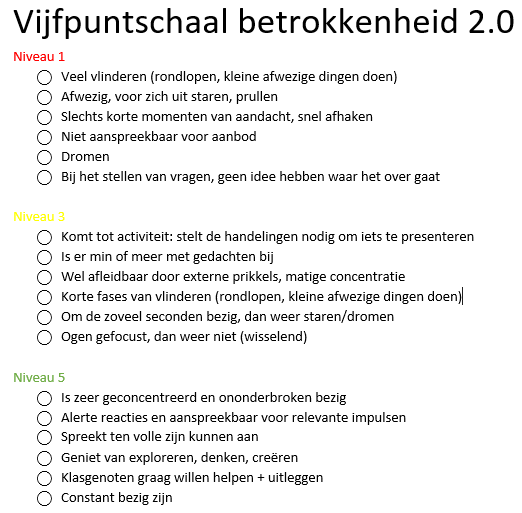 Vijfpuntschaal betrokkenheid 2.0
Niveau 1
Veel vlinderen (rondlopen, kleine afwezige dingen doen)
Afwezig, voor zich uit staren, prullen
Slechts korte momenten van aandacht, snel afhaken
Niet aanspreekbaar voor aanbod
Dromen
Bij het stellen van vragen, geen idee hebben waar het over gaat
Niveau 3
Komt tot activiteit: stelt de handelingen nodig om iets te presenteren
Is er min of meer met gedachten bij
Wel afleidbaar door externe prikkels, matige concentratie
Korte fases van vlinderen (rondlopen, kleine afwezige dingen doen)
Om de zoveel seconden bezig, dan weer staren/dromen
Ogen gefocust, dan weer niet (wisselend)
Niveau 5
Is zeer geconcentreerd en ononderbroken bezig
Alerte reacties en aanspreekbaar voor relevante impulsen
Spreekt ten volle zijn kunnen aan
Geniet van exploreren, denken, creëren
Klasgenoten graag willen helpen + uitleggen
Constant bezig zijn